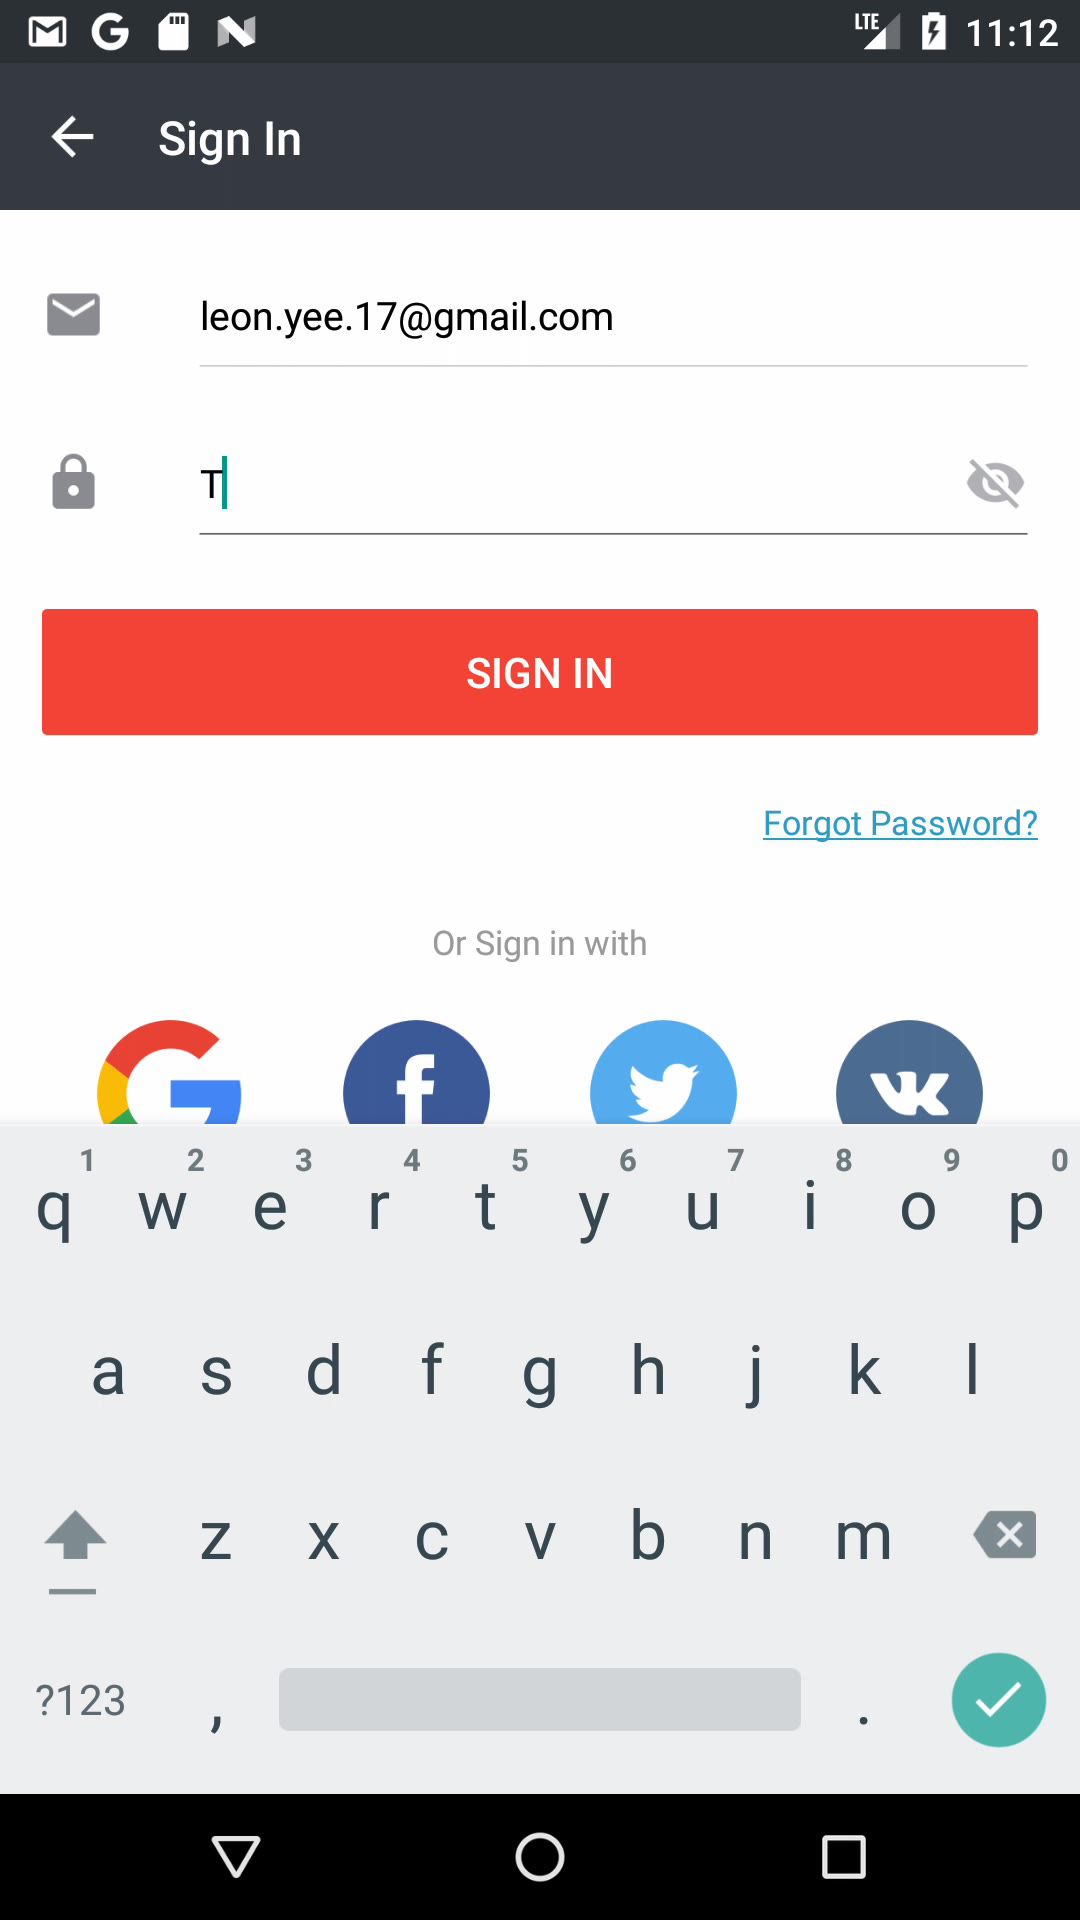 11:12
LTE
Sign In
leon.yee.17@gmail.com
T
SIGN IN
Forgot Password?
Or Sign in with
1 2 3 4 5 6 7 8 9 0
q w e r t y u i o p
a s d f g h j k l
z x c v b n m
?123 , .